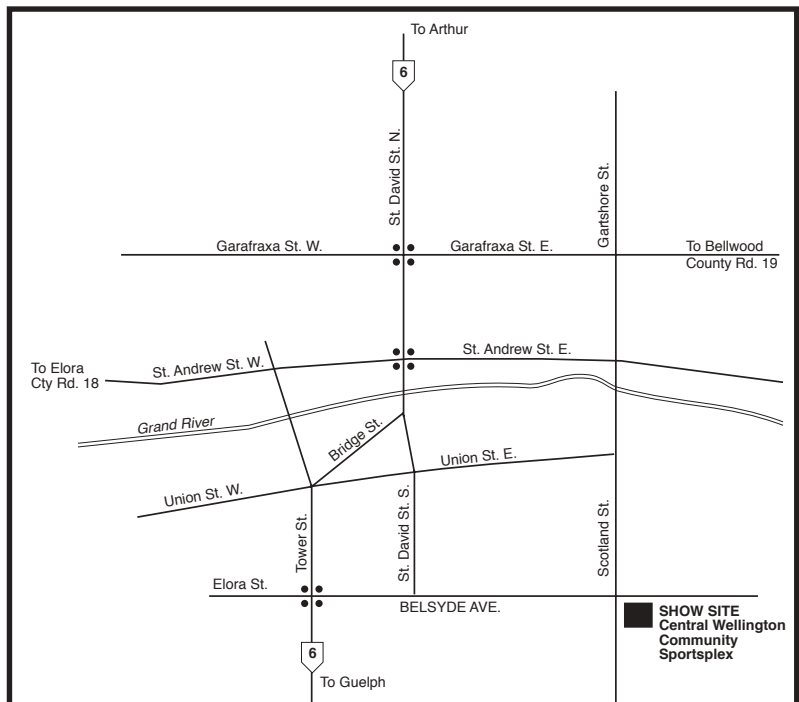 To Arthur
6
St. David St. N.
Gartshore St.
Garafraxa St. W.
Garafraxa St. E.
To Bellwood
County Rd. 19
St. Andrew St. E.
To Elora
Cty Rd. 18
St. Andrew St. W.
Grand River
Bridge St.
Union St. E.
Union St. W.
Tower St.
St. David St. S.
Scotland St.
Elora St.
BELSYDE AVE.
SHOW SITE
Central Wellington
Community
Sportsplex
6
To Guelph